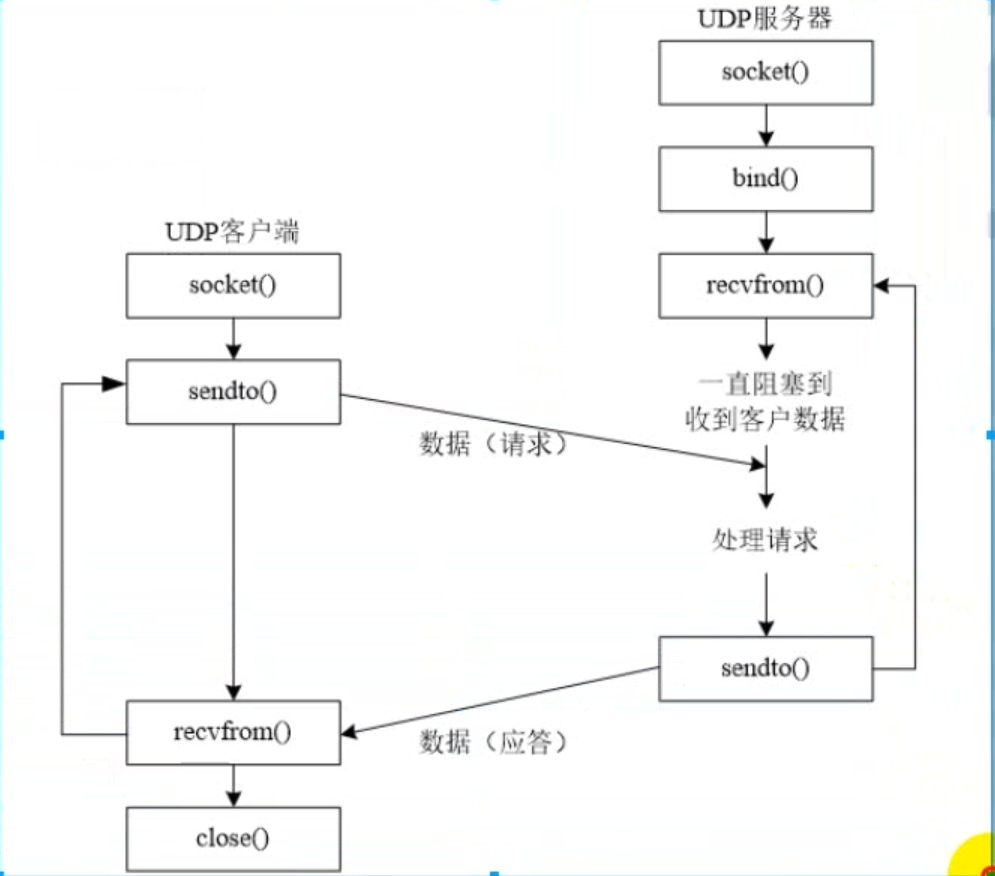 UDP服务器
socket()
bind()
UDP客户端
socket()
recvfrom()
sendto()
一直阻塞到
收到客户数据
数据（请求）
处理请求
sendto()
recvfrom()
数据（应答）
close()